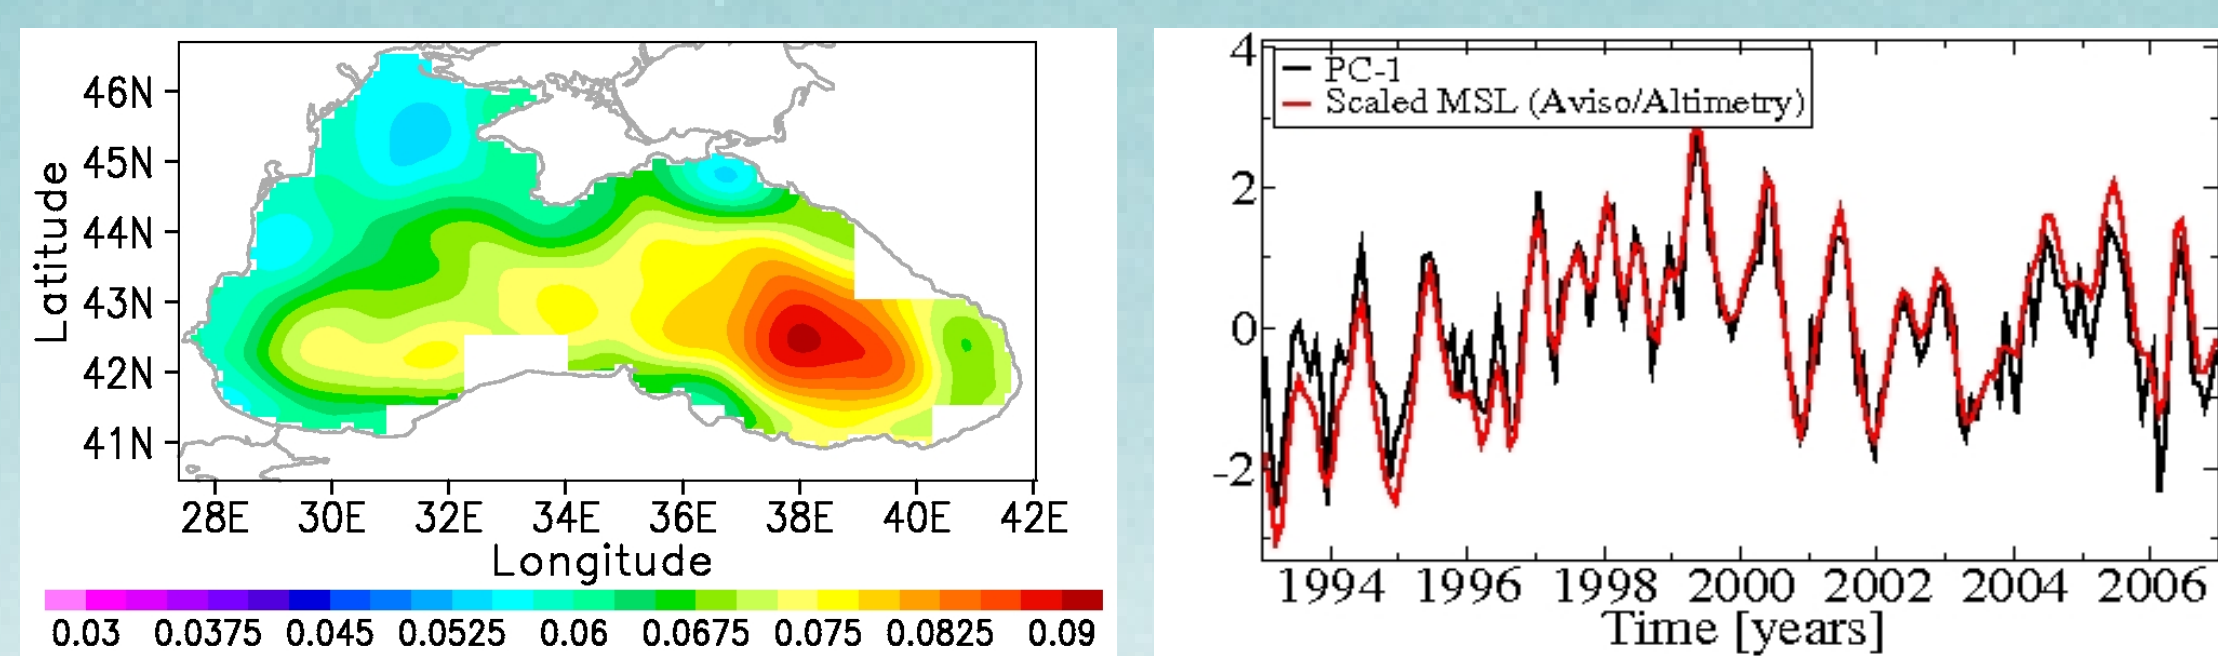 46N
45N
44N
43N
42N
41N
Latitude
28E 30E 32E 34E 36E 38E 40E 42E
Longitude
0.03 0.0375 0.045 0.0525 0.06 0.0675 0.075 0.0825 0.09
4
2
0
-2
PC-1
Scaled MSL (Aviso/Altimetry)
1994 1996 1998 2000 2002 2004 2006
Time [years]